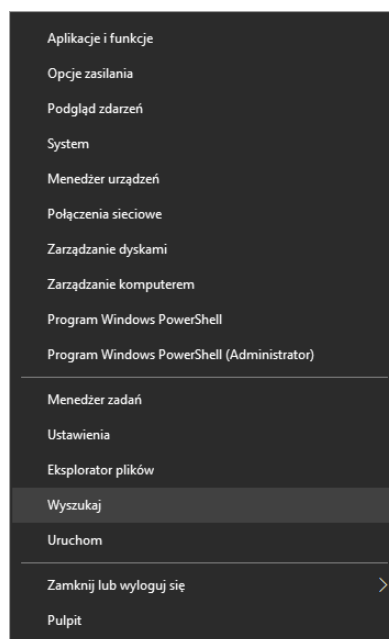 Aplikacje i funkcje
Opcje zasilania
Podgląd zdarzeń
System
Menedżer urządzeń
Połączenia sieciowe
Zarządzanie dyskami
Zarządzanie komputerem
Program Windows PowerShell
Program Windows PowerShell (Administrator)
Menedżer zadań
Ustawienia
Eksplorator plików
Wyszukaj
Uruchom
Zamknij lub wyloguj się
Pulpit